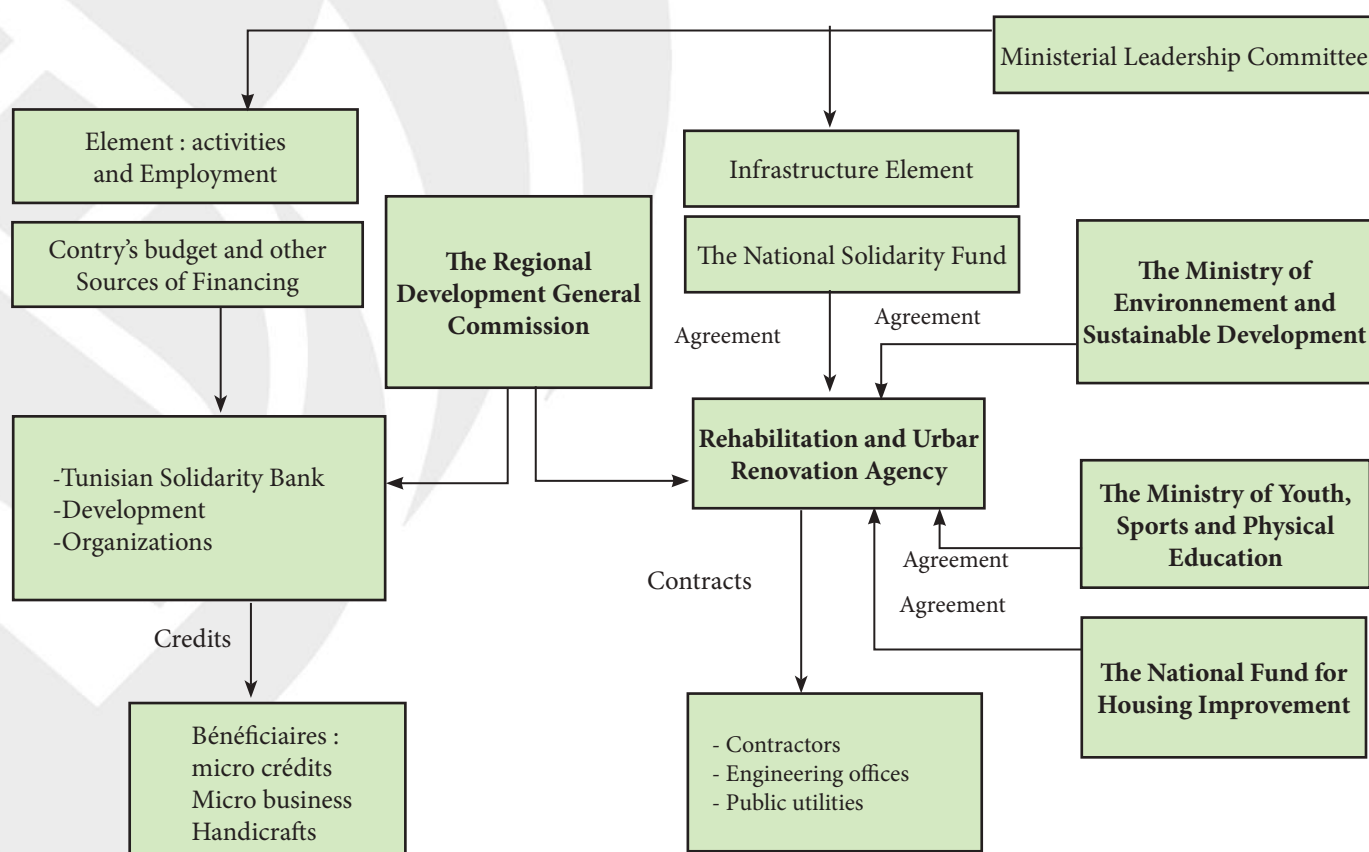 Ministerial Leadership Committee
Element : activities
and Employment
Infrastructure Element
Contry's budget and other
Sources of Financing
The Regional
Development General
Commission
The National Solidarity Fund
The Ministry of
Environnement and
Sustainable Development
Agreement
Agreement
-Tunisian Solidarity Bank
-Development
-Organizations
Rehabilitation and Urbar
Renovation Agency
The Ministry of Youth,
Sports and Physical
Education
Agreement
Contracts
Agreement
Credits
The National Fund for
Housing Improvement
Bénéficiaires :
micro crédits
Micro business
Handicrafts
- Contractors
- Engineering offices
- Public utilities